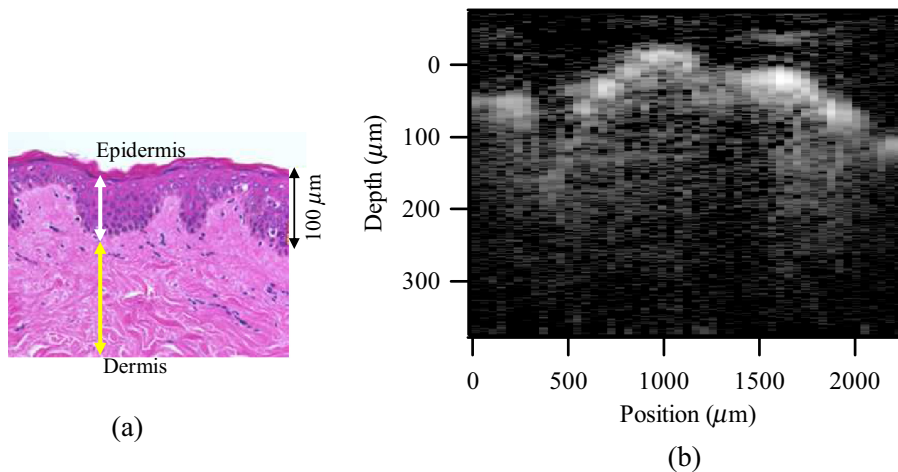 Epidermis
100 μm
Dermis
(a)
Depth (μm)
0
100
200
300
0 500 1000 1500 2000
Position (μm)
(b)